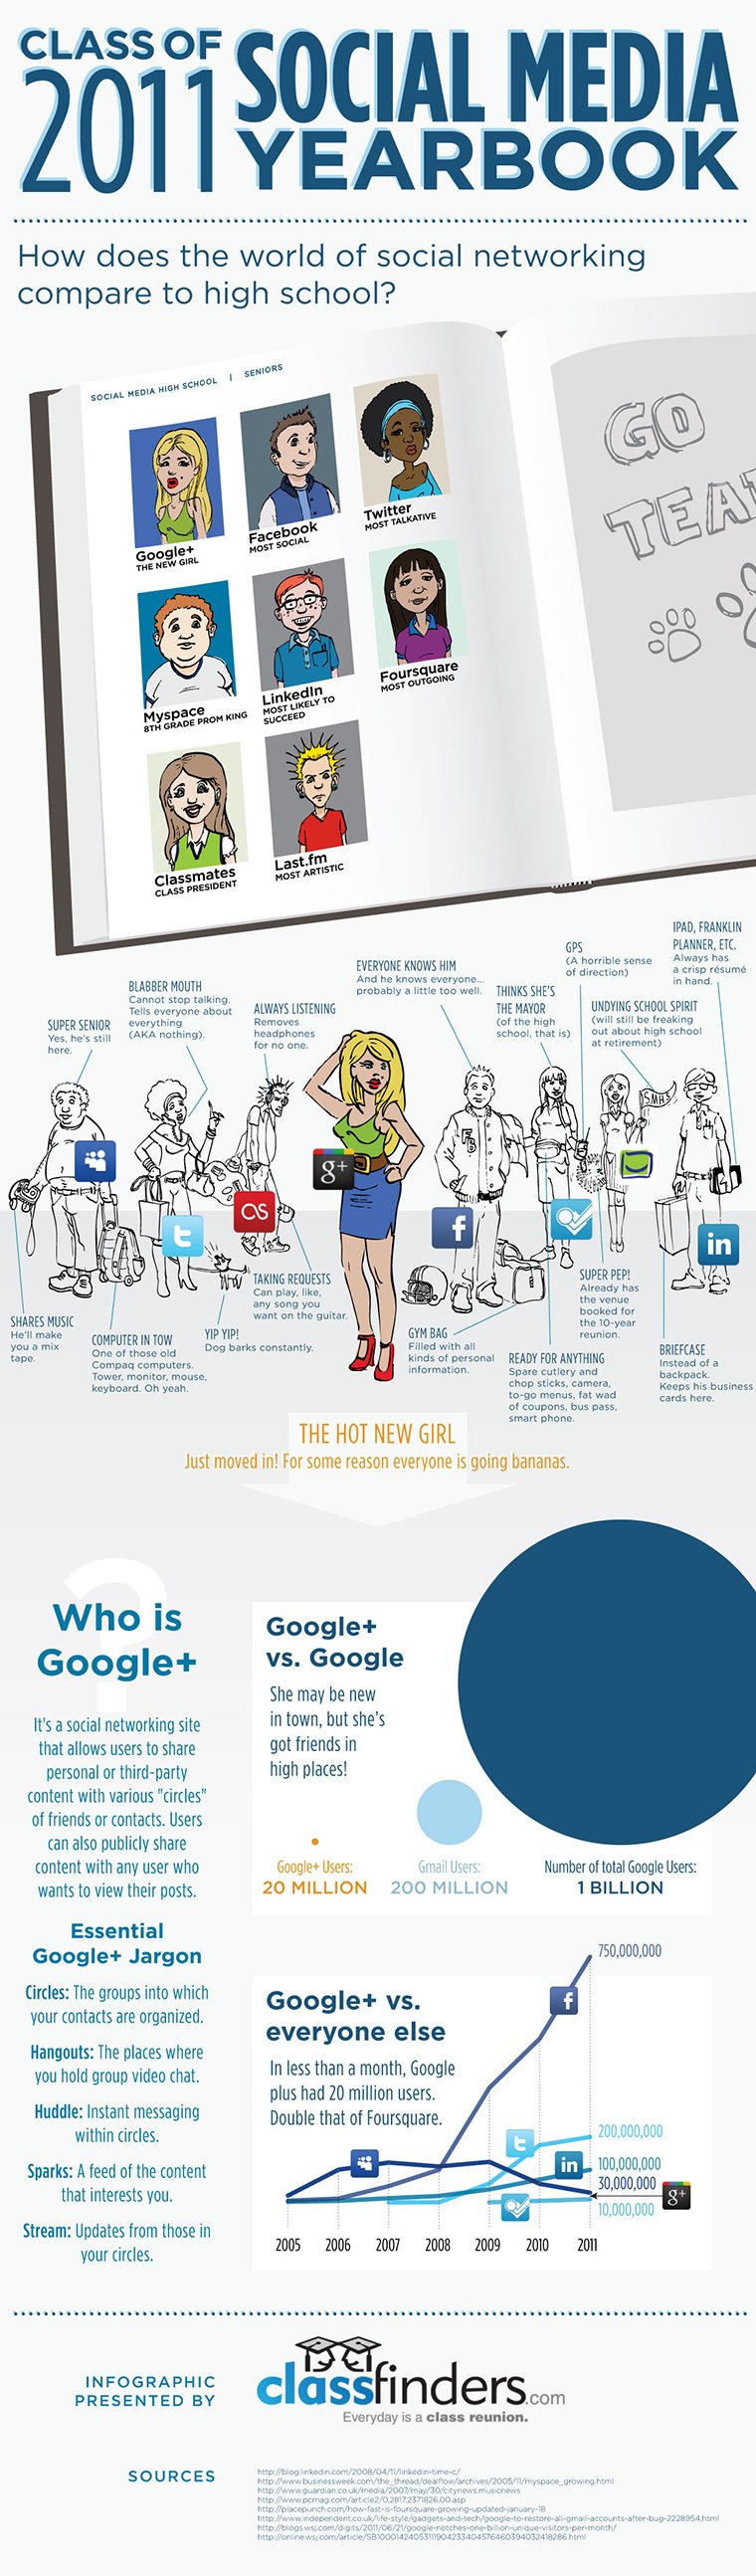 CLASS OF
2011
SOCIAL MEDIA
YEARBOOK
How does the world of social networking
compare to high school?
SOCIAL MEDIA HIGH SCHOOL | SENIORS
Google+
THE NEW GIRL
Facebook
MOST SOCIAL
Twitter
MOST TALKATIVE
Myspace
8TH GRADE PROM KING
LinkedIn
MOST LIKELY TO
SUCCEED
Foursquare
MOST OUTGOING
Classmates
CLASS PRESIDENT
Last.fm
MOST ARTISTIC
GO
TEA
SUPER SENIOR
Yes, he's still
here.
BLABBER MOUTH
Cannot stop talking.
Tells everyone about
everything
(AKA nothing).
ALWAYS LISTENING
Removes
headphones
for no one.
EVERYONE KNOWS HIM
And he knows everyone...
probably a little too well.
THINKS SHE'S
THE MAYOR
(of the high
school, that is)
GPS
(A horrible sense
of direction)
UNDYING SCHOOL SPIRIT
(will still be freaking
out about high school
at retirement)
IPAD, FRANKLIN
PLANNER, ETC.
Always has
a crisp résumé
in hand.
SMHS
g+
t
as
f
in
SHARES MUSIC
He'll make
you a mix
tape.
COMPUTER IN TOW
One of those old
Compaq computers.
Tower, monitor, mouse,
keyboard. Oh yeah.
YIP YIP!
Dog barks constantly.
TAKING REQUESTS
Can play, like,
any song you
want on the guitar.
GYM BAG
Filled with all
kinds of personal
information.
READY FOR ANYTHING
Spare cutlery and
chop sticks, camera,
to-go menus, fat wad
of coupons, bus pass,
smart phone.
SUPER PEP!
Already has
the venue
booked for
the 10-year
reunion.
BRIEFCASE
Instead of a
backpack.
Keeps his business
cards here.
THE HOT NEW GIRL
Just moved in! For some reason everyone is going bananas.
?
Who is
Google+
It's a social networking site
that allows users to share
personal or third-party
content with various "circles"
of friends or contacts. Users
can also publicly share
content with any user who
wants to view their posts.
Essential
Google+ Jargon
Circles: The groups into which
your contacts are organized.
Hangouts: The places where
you hold group video chat.
Huddle: Instant messaging
within circles.
Sparks: A feed of the content
that interests you.
Stream: Updates from those in
your circles.
Google+
vs. Google
She may be new
in town, but she's
got friends in
high places!
Google+ Users:
20 MILLION
Gmail Users:
200 MILLION
Number of total Google Users:
1 BILLION
Google+ vs.
everyone else
In less than a month, Google
plus had 20 million users.
Double that of Foursquare.
750,000,000
f
t
200,000,000
in
100,000,000
30,000,000
g+
10,000,000
2005 2006 2007 2008 2009 2010 2011
INFOGRAPHIC
PRESENTED BY
classfinders.com
Everyday is a class reunion.
SOURCES
http://blog.linkedin.com/2008/04/11/linkedin-time-c/
http://www.businessweek.com/the_thread/dealflow/archives/2005/11/myspace_growing.html
http://www.guardian.co.uk/media/2007/may/30/citynews.musicnews
http://www.pcmag.com/article2/0,2817,2371826,00.asp
http://placepunch.com/how-fast-is-foursquare-growing-updated-january-18
http://www.independent.co.uk/life-style/gadgets-and-tech/google-to-restore-all-gmail-accounts-after-bug-2228954.html
http://blogs.wsj.com/digits/2011/06/21/google-notches-one-billion-unique-visitors-per-month/
http://online.wsj.com/article/SB10001424053111904233404576460394032418286.html